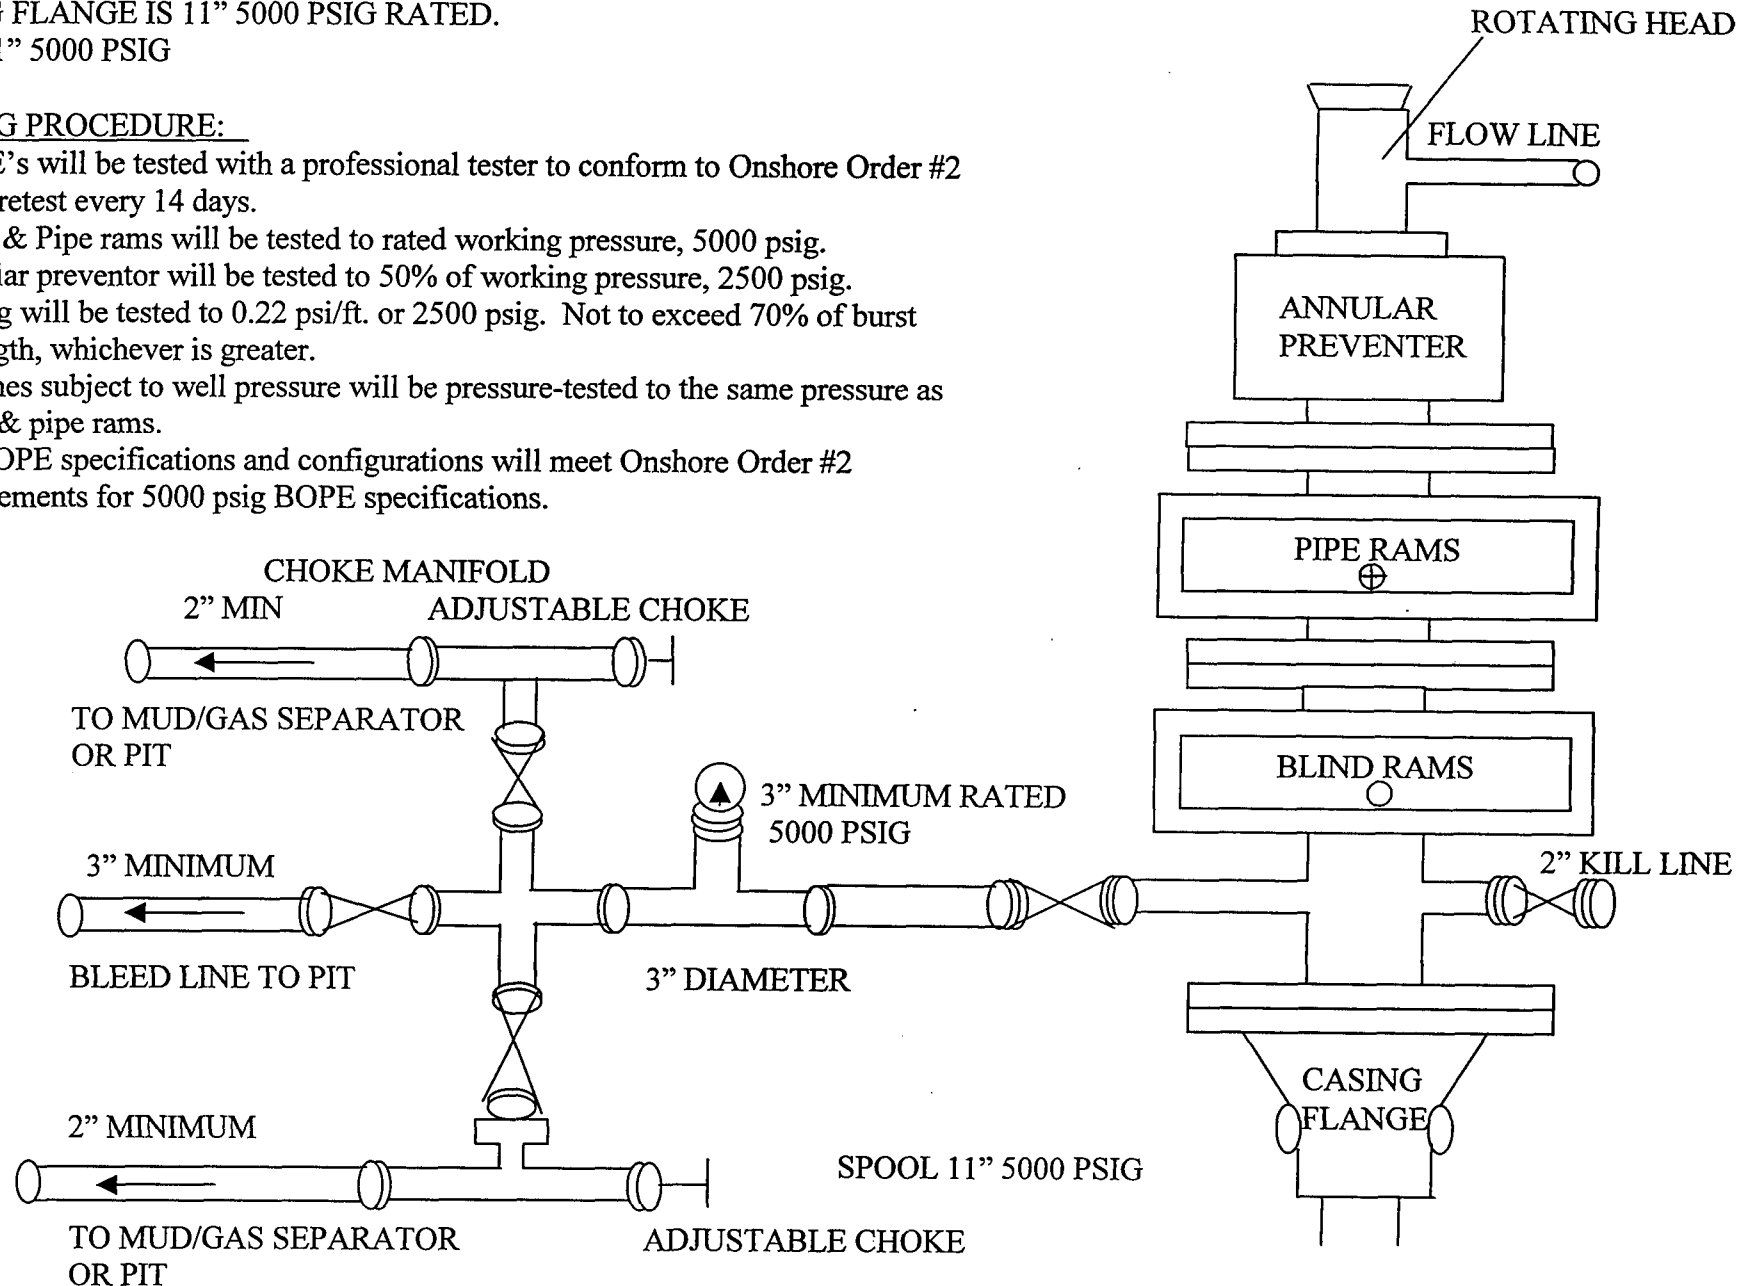 FLANGE IS 11” 5000 PSIG RATED.
” 5000 PSIG
G PROCEDURE:
E’s will be tested with a professional tester to conform to Onshore Order #2
retest every 14 days.
& Pipe rams will be tested to rated working pressure, 5000 psig.
lar preventor will be tested to 50% of working pressure, 2500 psig.
g will be tested to 0.22 psi/ft. or 2500 psig. Not to exceed 70% of burst
gth, whichever is greater.
nes subject to well pressure will be pressure-tested to the same pressure as
& pipe rams.
OPE specifications and configurations will meet Onshore Order #2
ements for 5000 psig BOPE specifications.
ROTATING HEAD
FLOW LINE
ANNULAR
PREVENTER
PIPE RAMS
BLIND RAMS
2” KILL LINE
CASING
FLANGE
CHOKE MANIFOLD
2” MIN
ADJUSTABLE CHOKE
TO MUD/GAS SEPARATOR
OR PIT
3” MINIMUM RATED
5000 PSIG
3” MINIMUM
BLEED LINE TO PIT
3” DIAMETER
2” MINIMUM
SPOOL 11” 5000 PSIG
TO MUD/GAS SEPARATOR
OR PIT
ADJUSTABLE CHOKE